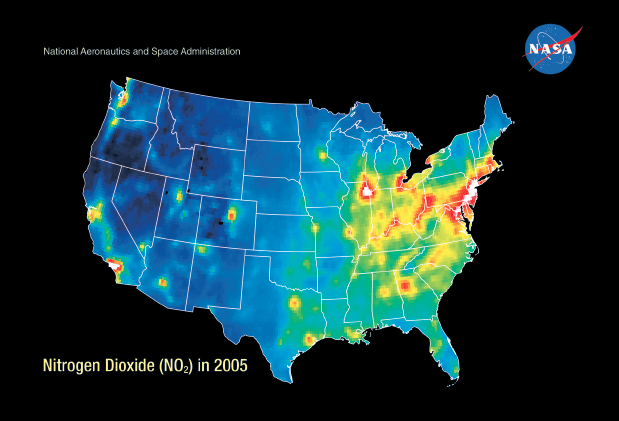 National Aeronautics and Space Administration
NASA
Nitrogen Dioxide (NO₂) in 2005